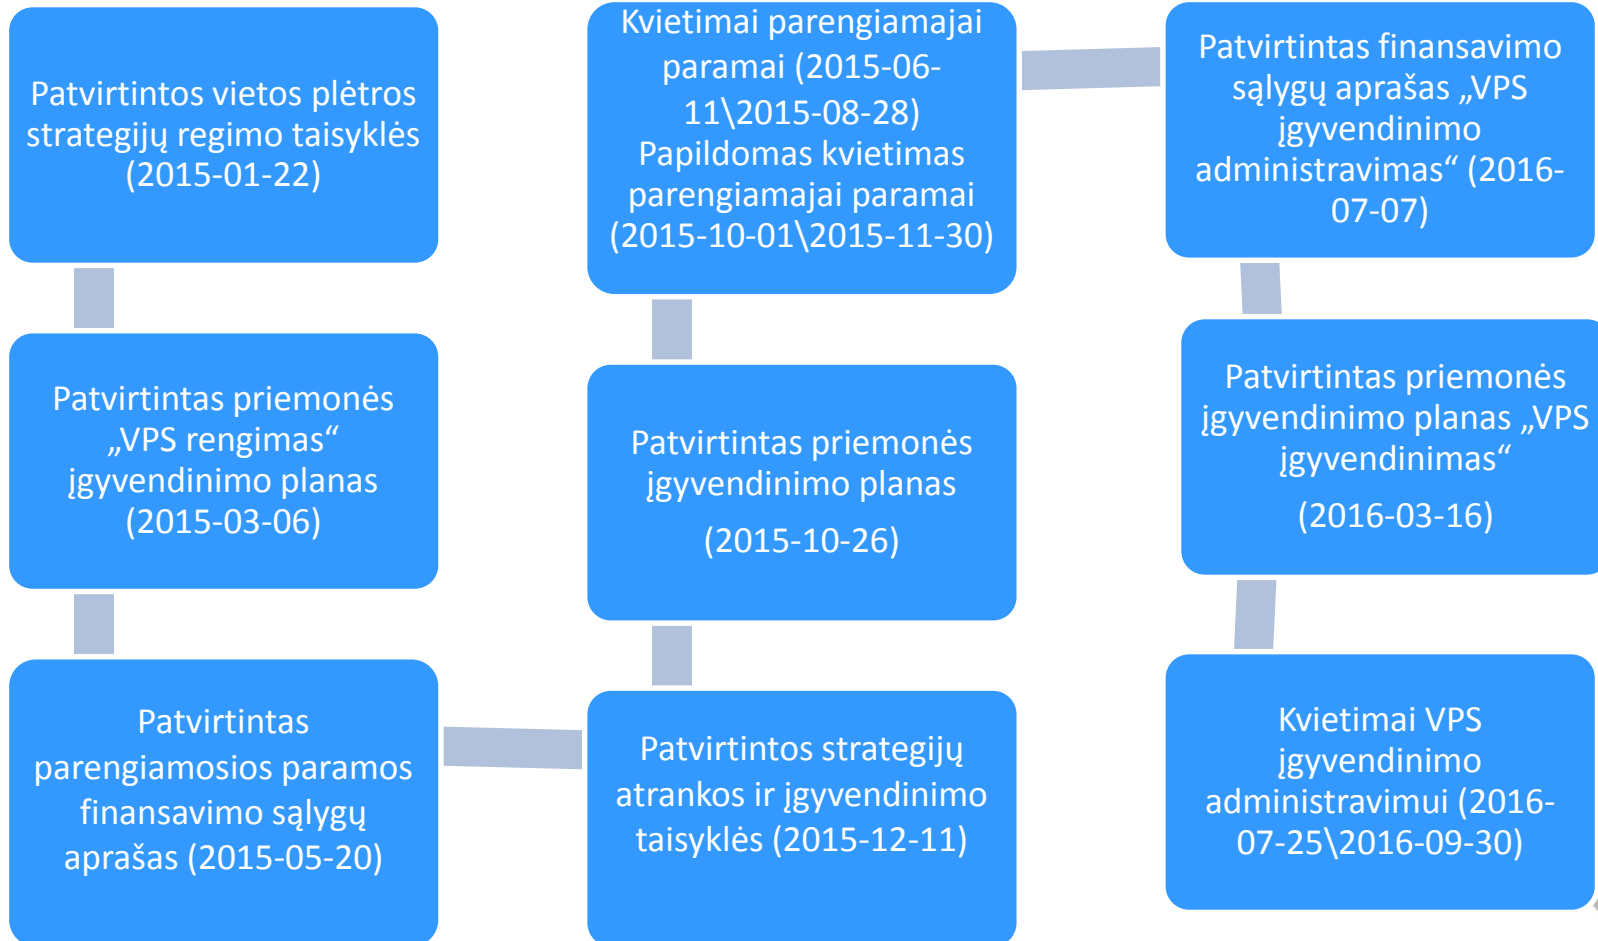 Patvirtintos vietos plėtros
strategijų regimo taisyklės
(2015-01-22)
Patvirtintas priemonės
„VPS rengimas“
įgyvendinimo planas
(2015-03-06)
Patvirtintas
parengiamosios paramos
finansavimo sąlygų
aprašas (2015-05-20)
Patvirtintos strategijų
atrankos ir įgyvendinimo
taisyklės (2015-12-11)
Patvirtintas priemonės
įgyvendinimo planas
(2015-10-26)
Kvietimai parengiamajai
paramai (2015-06-
11\2015-08-28)
Papildomas kvietimas
parengiamajai paramai
(2015-10-01\2015-11-30)
Patvirtintas finansavimo
sąlygų aprašas „VPS
įgyvendinimo
administravimas“ (2016-
07-07)
Patvirtintas priemonės
įgyvendinimo planas „VPS
įgyvendinimas“
(2016-03-16)
Kvietimai VPS
įgyvendinimo
administravimui (2016-
07-25\2016-09-30)